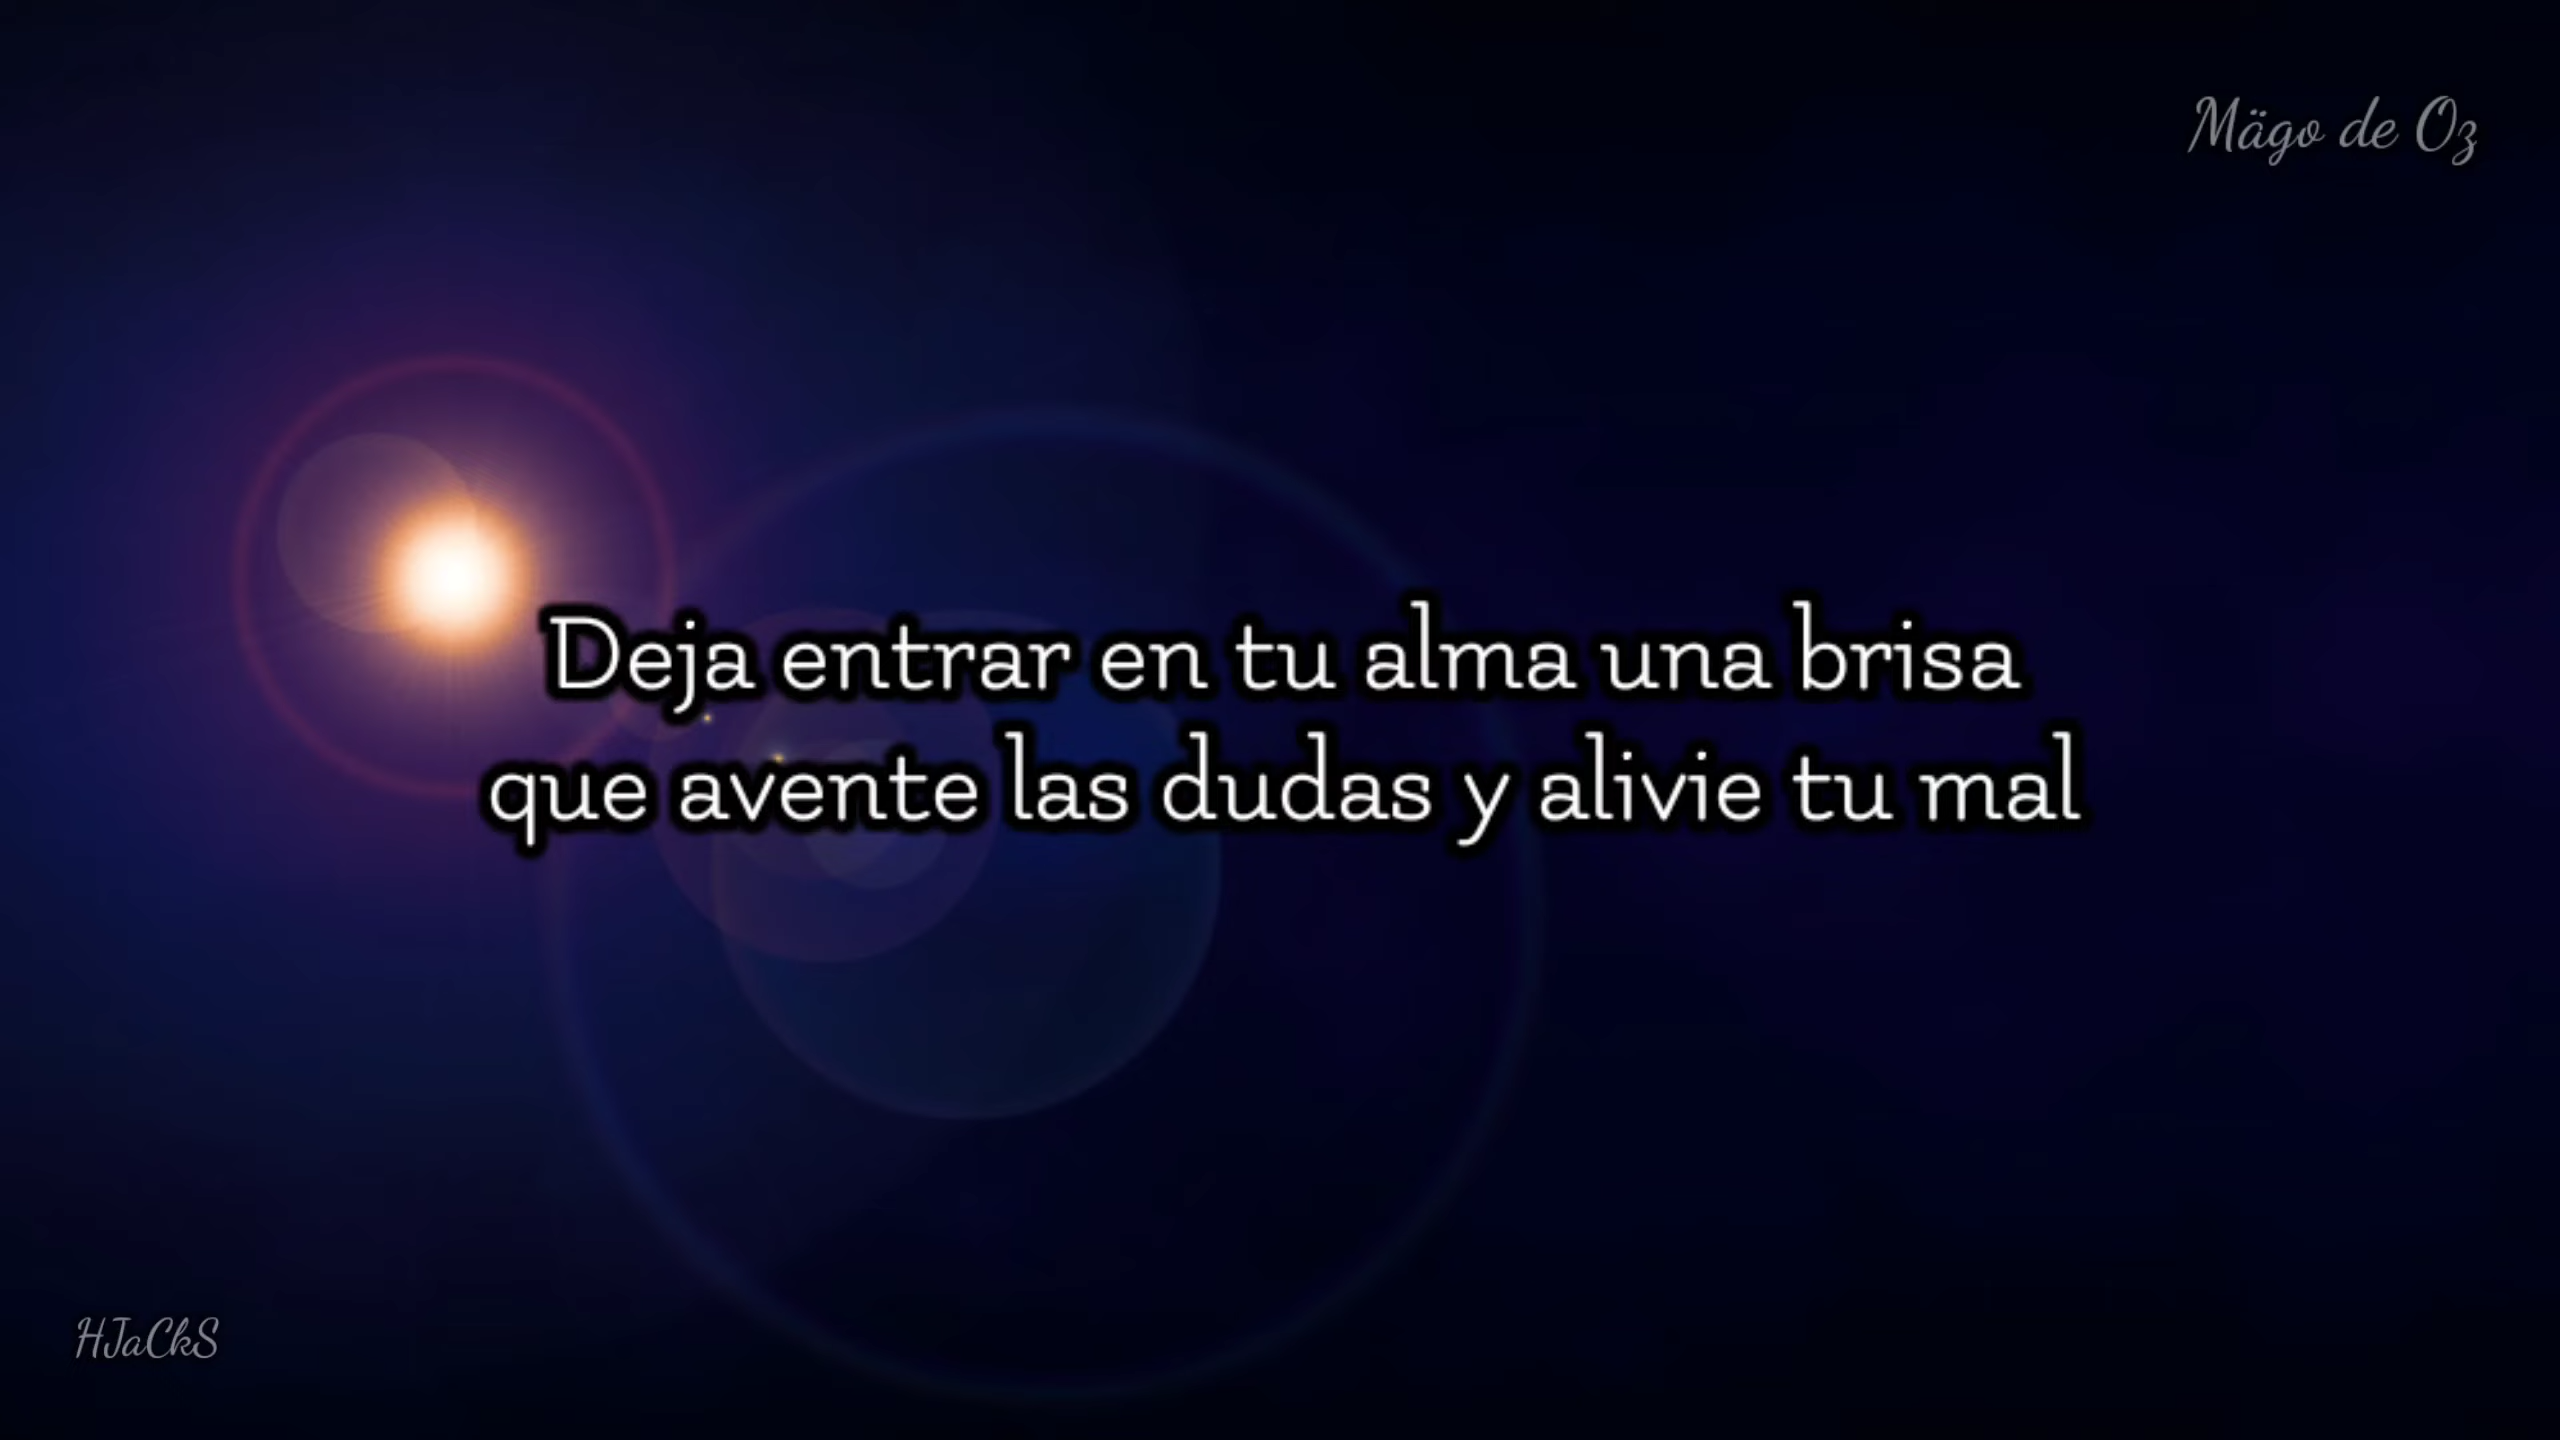 Mägo de Oz
Deja entrar en tu alma una brisa
que avente las dudas y alivie tu mal
HJaCkS